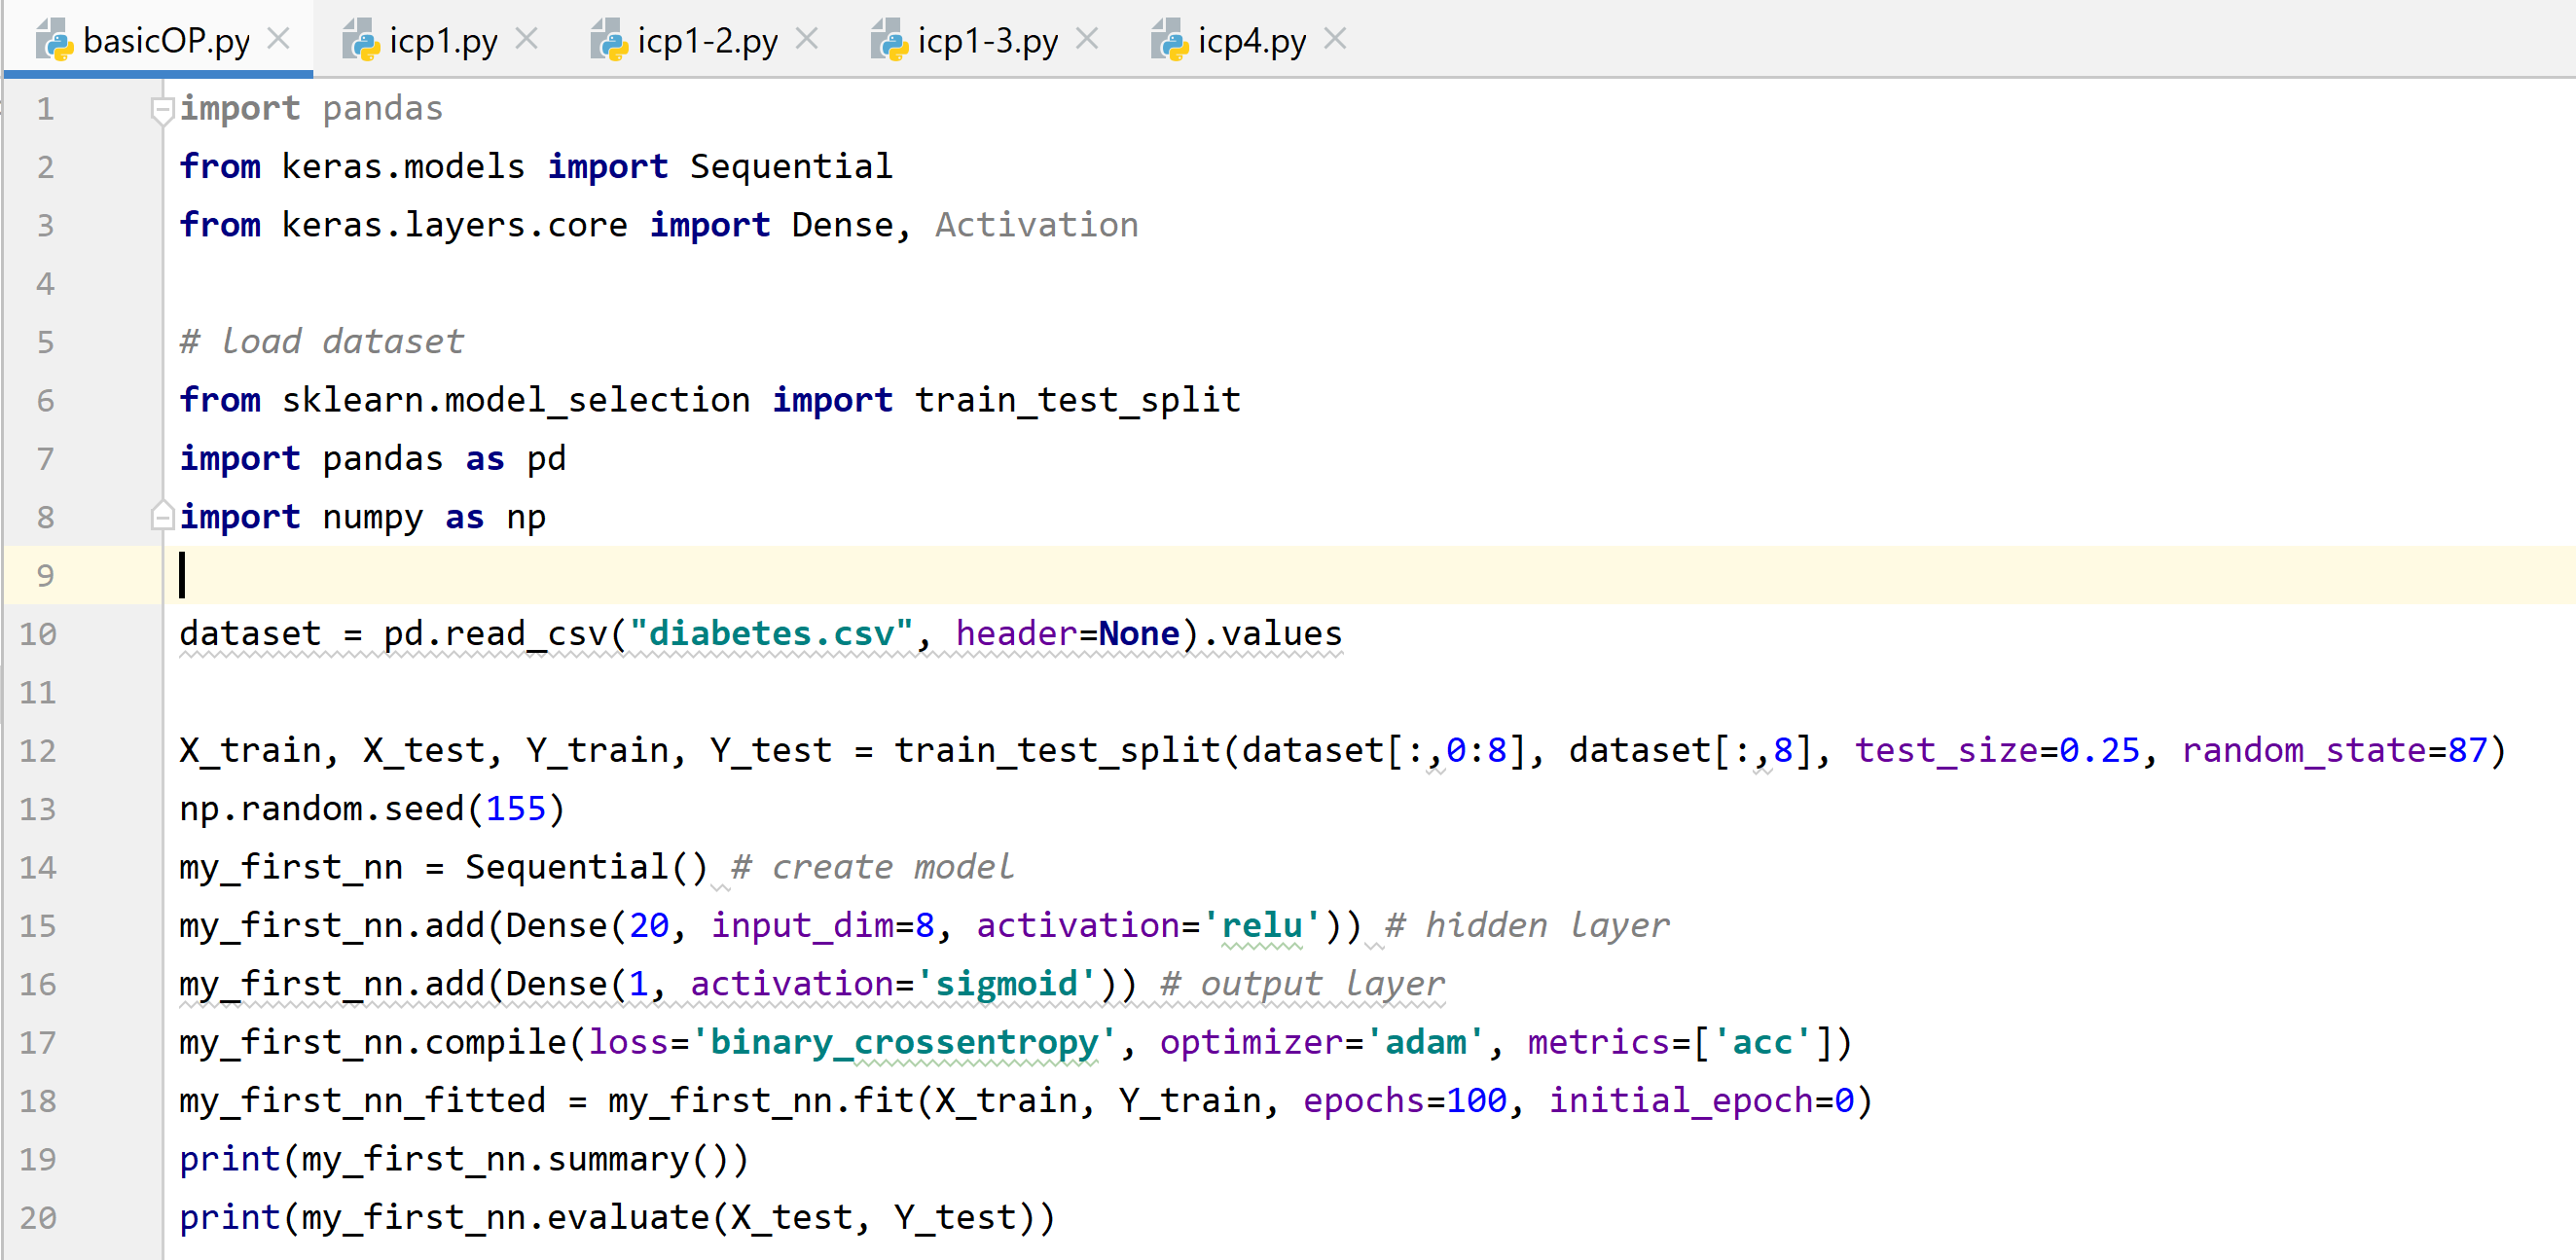 basicOP.py icp1.py icp1-2.py icp1-3.py icp4.py
1 import pandas
2 from keras.models import Sequential
3 from keras.layers.core import Dense, Activation
4
5 # load dataset
6 from sklearn.model_selection import train_test_split
7 import pandas as pd
8 import numpy as np
9
10 dataset = pd.read_csv("diabetes.csv", header=None).values
11
12 X_train, X_test, Y_train, Y_test = train_test_split(dataset[:,0:8], dataset[:,8], test_size=0.25, random_state=87)
13 np.random.seed(155)
14 my_first_nn = Sequential() # create model
15 my_first_nn.add(Dense(20, input_dim=8, activation='relu')) # hidden layer
16 my_first_nn.add(Dense(1, activation='sigmoid')) # output layer
17 my_first_nn.compile(loss='binary_crossentropy', optimizer='adam', metrics=['acc'])
18 my_first_nn_fitted = my_first_nn.fit(X_train, Y_train, epochs=100, initial_epoch=0)
19 print(my_first_nn.summary())
20 print(my_first_nn.evaluate(X_test, Y_test))